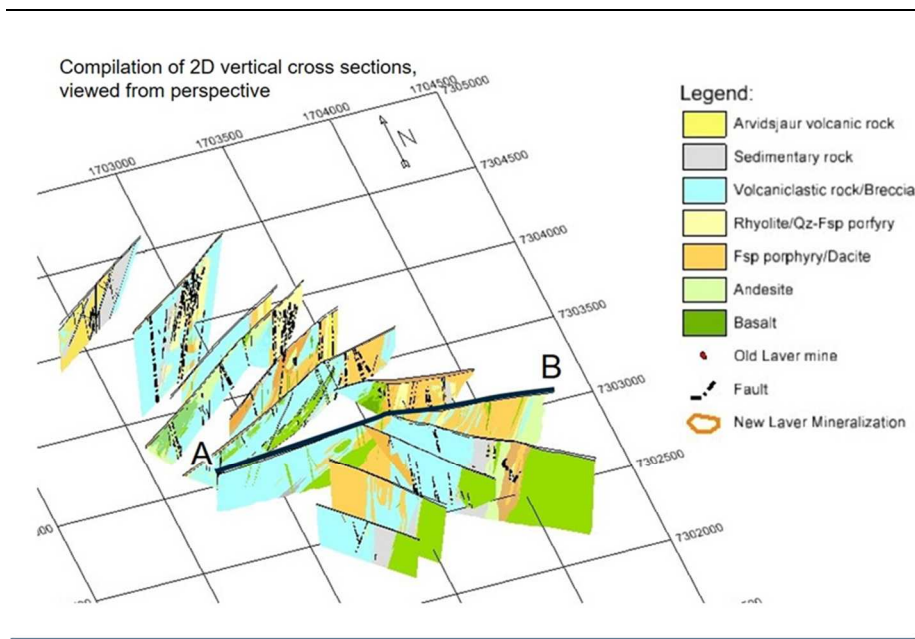 Compilation of 2D vertical cross sections,
viewed from perspective
1703000
1703500
1704000
1704500
7305000
7304500
7304000
7303500
7303000
7302500
7302000
N
A
B
Legend:
Arvidsjaur volcanic rock
Sedimentary rock
Volcaniclastic rock/Breccia
Rhyolite/Qz-Fsp porfyry
Fsp porphyry/Dacite
Andesite
Basalt
Old Laver mine
Fault
New Laver Mineralization